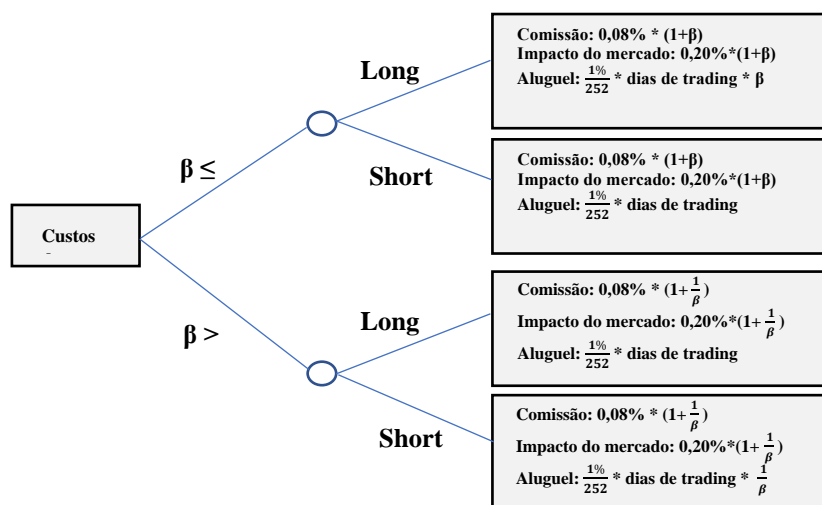 Comissão: 0,08% * (1+β)
Impacto do mercado: 0,20%*(1+β)
Aluguel: 1%/252 * dias de trading * β
Long
β ≤
Short
Comissão: 0,08% * (1+β)
Impacto do mercado: 0,20%*(1+β)
Aluguel: 1%/252 * dias de trading
Custos
β >
Long
Comissão: 0,08% * (1+1/β)
Impacto do mercado: 0,20%*(1+ 1/β)
Aluguel: 1%/252 * dias de trading
Short
Comissão: 0,08% * (1+1/β)
Impacto do mercado: 0,20%*(1+ 1/β)
Aluguel: 1%/252 * dias de trading * 1/β